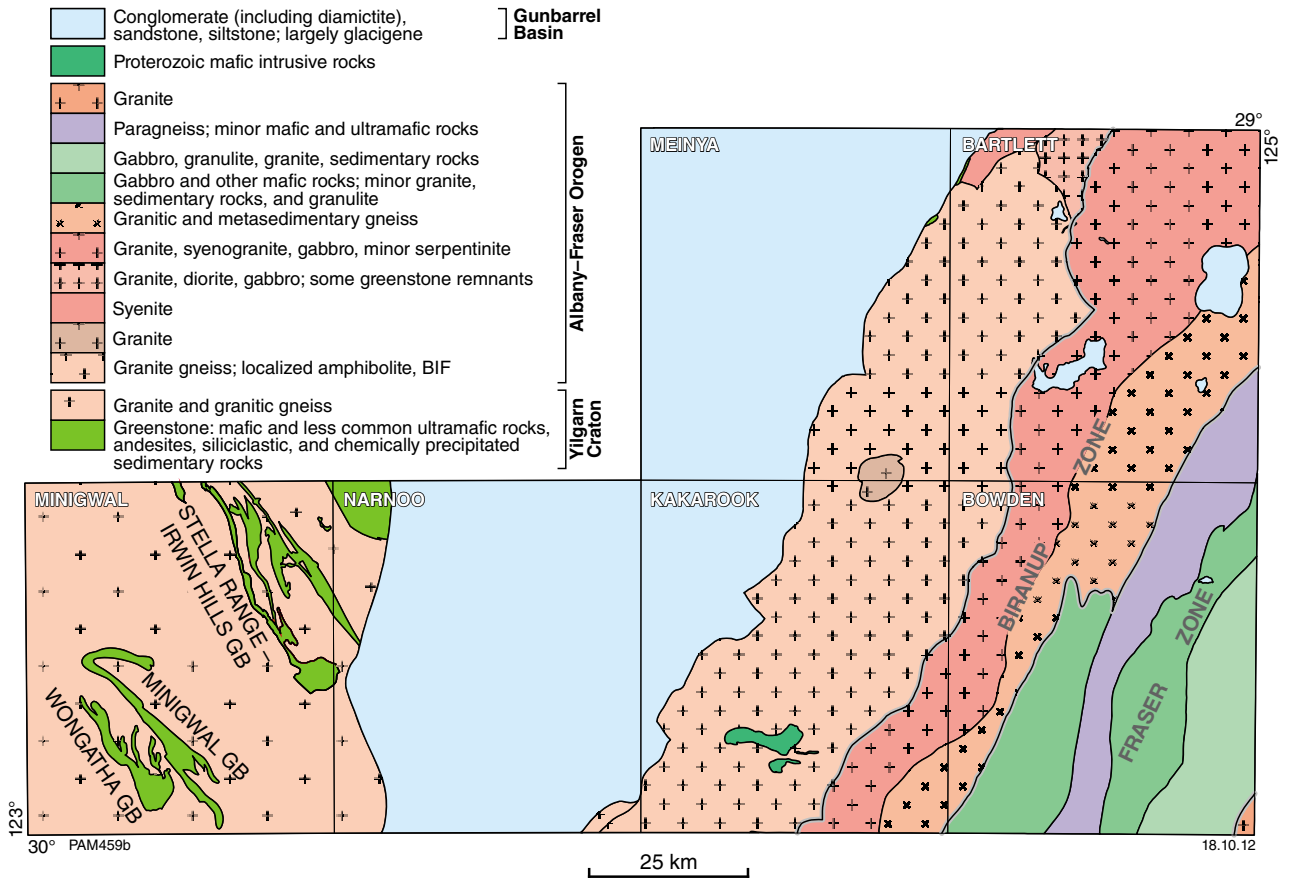 Conglomerate (including diamictite),
sandstone, siltstone; largely glacigene
Gunbarrel
Basin
Proterozoic mafic intrusive rocks
Granite
Paragneiss; minor mafic and ultramafic rocks
Gabbro, granulite, granite, sedimentary rocks
Gabbro and other mafic rocks; minor granite,
sedimentary rocks, and granulite
Granitic and metasedimentary gneiss
Granite, syenogranite, gabbro, minor serpentinite
Granite, diorite, gabbro; some greenstone remnants
Syenite
Granite
Granite gneiss; localized amphibolite, BIF
Albany–Fraser Orogen
Granite and granitic gneiss
Greenstone: mafic and less common ultramafic rocks,
andesites, siliciclastic, and chemically precipitated
sedimentary rocks
Yilgarn
Craton
29°
125°
MEINYA
BARTLETT
MINIGWAL
NARNOO
KAKAROOK
BOWDEN
STELLA RANGE –
IRWIN HILLS GB
MINIGWAL GB
WONGATHA GB
BIRANUP
ZONE
FRASER
ZONE
123°
30°
PAM459b
18.10.12
25 km